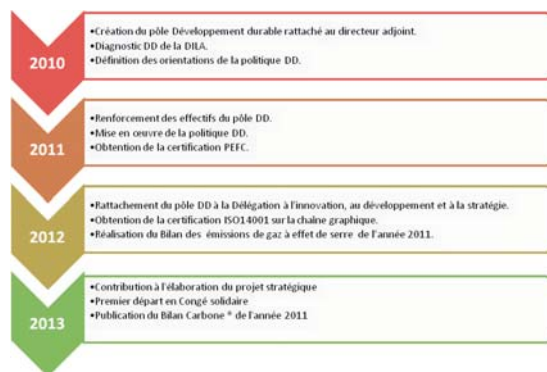 2010
•Création du pôle Développement durable rattaché au directeur adjoint.
•Diagnostic DD de la DILA.
•Définition des orientations de la politique DD.
2011
•Renforcement des effectifs du pôle DD.
•Mise en œuvre de la politique DD.
•Obtention de la certification PEFC.
2012
•Rattachement du pôle DD à la Délégation à l'innovation, au développement et à la stratégie.
•Obtention de la certification ISO14001 sur la chaîne graphique.
•Réalisation du Bilan des émissions de gaz à effet de serre de l'année 2011.
2013
•Contribution à l'élaboration du projet stratégique
•Premier départ en Congé solidaire
•Publication du Bilan Carbone ® de l'année 2011